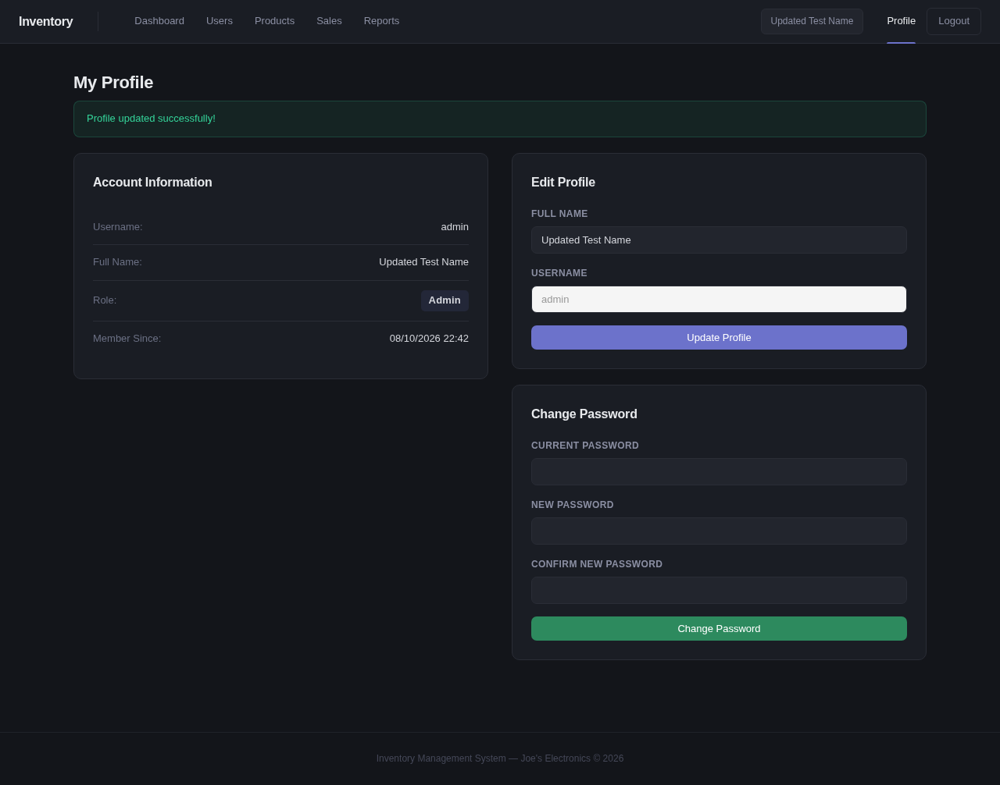 Inventory
Dashboard Users Products Sales Reports
Updated Test Name Profile Logout
My Profile
Profile updated successfully!
Account Information
Username: admin
Full Name: Updated Test Name
Role: Admin
Member Since: 08/10/2026 22:42
Edit Profile
FULL NAME
Updated Test Name
USERNAME
admin
Update Profile
Change Password
CURRENT PASSWORD
NEW PASSWORD
CONFIRM NEW PASSWORD
Change Password
Inventory Management System — Joe's Electronics © 2026